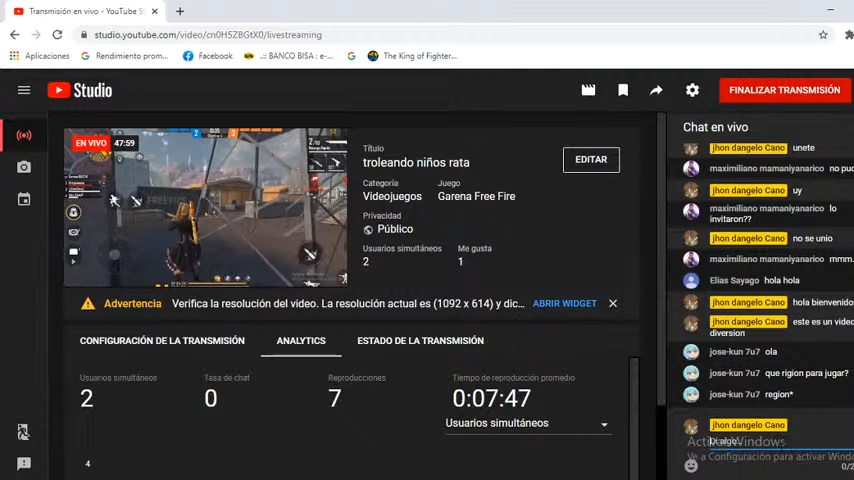 Transmisión en vivo - YouTube S
studio.youtube.com/video/cn0H5ZBGtX0/livestreaming
Aplicaciones
Rendimiento prom...
Facebook
.:: BANCO BISA : e-...
The King of Fighter...
Studio
FINALIZAR TRANSMISIÓN
EN VIVO 47:59
Título
troleando niños rata
EDITAR
Categoría
Juego
Videojuegos
Garena Free Fire
Privacidad
Público
Usuarios simultáneos
Me gusta
2
1
Advertencia
Verifica la resolución del video. La resolución actual es (1092 x 614) y dic...
ABRIR WIDGET
CONFIGURACIÓN DE LA TRANSMISIÓN
ANALYTICS
ESTADO DE LA TRANSMISIÓN
Usuarios simultáneos
Tasa de chat
Reproducciones
Tiempo de reproducción promedio
2
0
7
0:07:47
Usuarios simultáneos
4
Chat en vivo
jhon dangelo Cano unete
maximiliano mamaniyanarico no pu
jhon dangelo Cano uy
maximiliano mamaniyanarico lo
invitaron??
jhon dangelo Cano no se unio
maximiliano mamaniyanarico mmm.
Elias Sayago hola hola
jhon dangelo Cano hola bienvenido
jhon dangelo Cano este es un video
diversion
jose-kun 7u7 ola
jose-kun 7u7 que rigion para jugar?
jose-kun 7u7 region*
jhon dangelo Cano
Di algo...
Activar Windows
Ve a Configuración para activar Windo
0/2